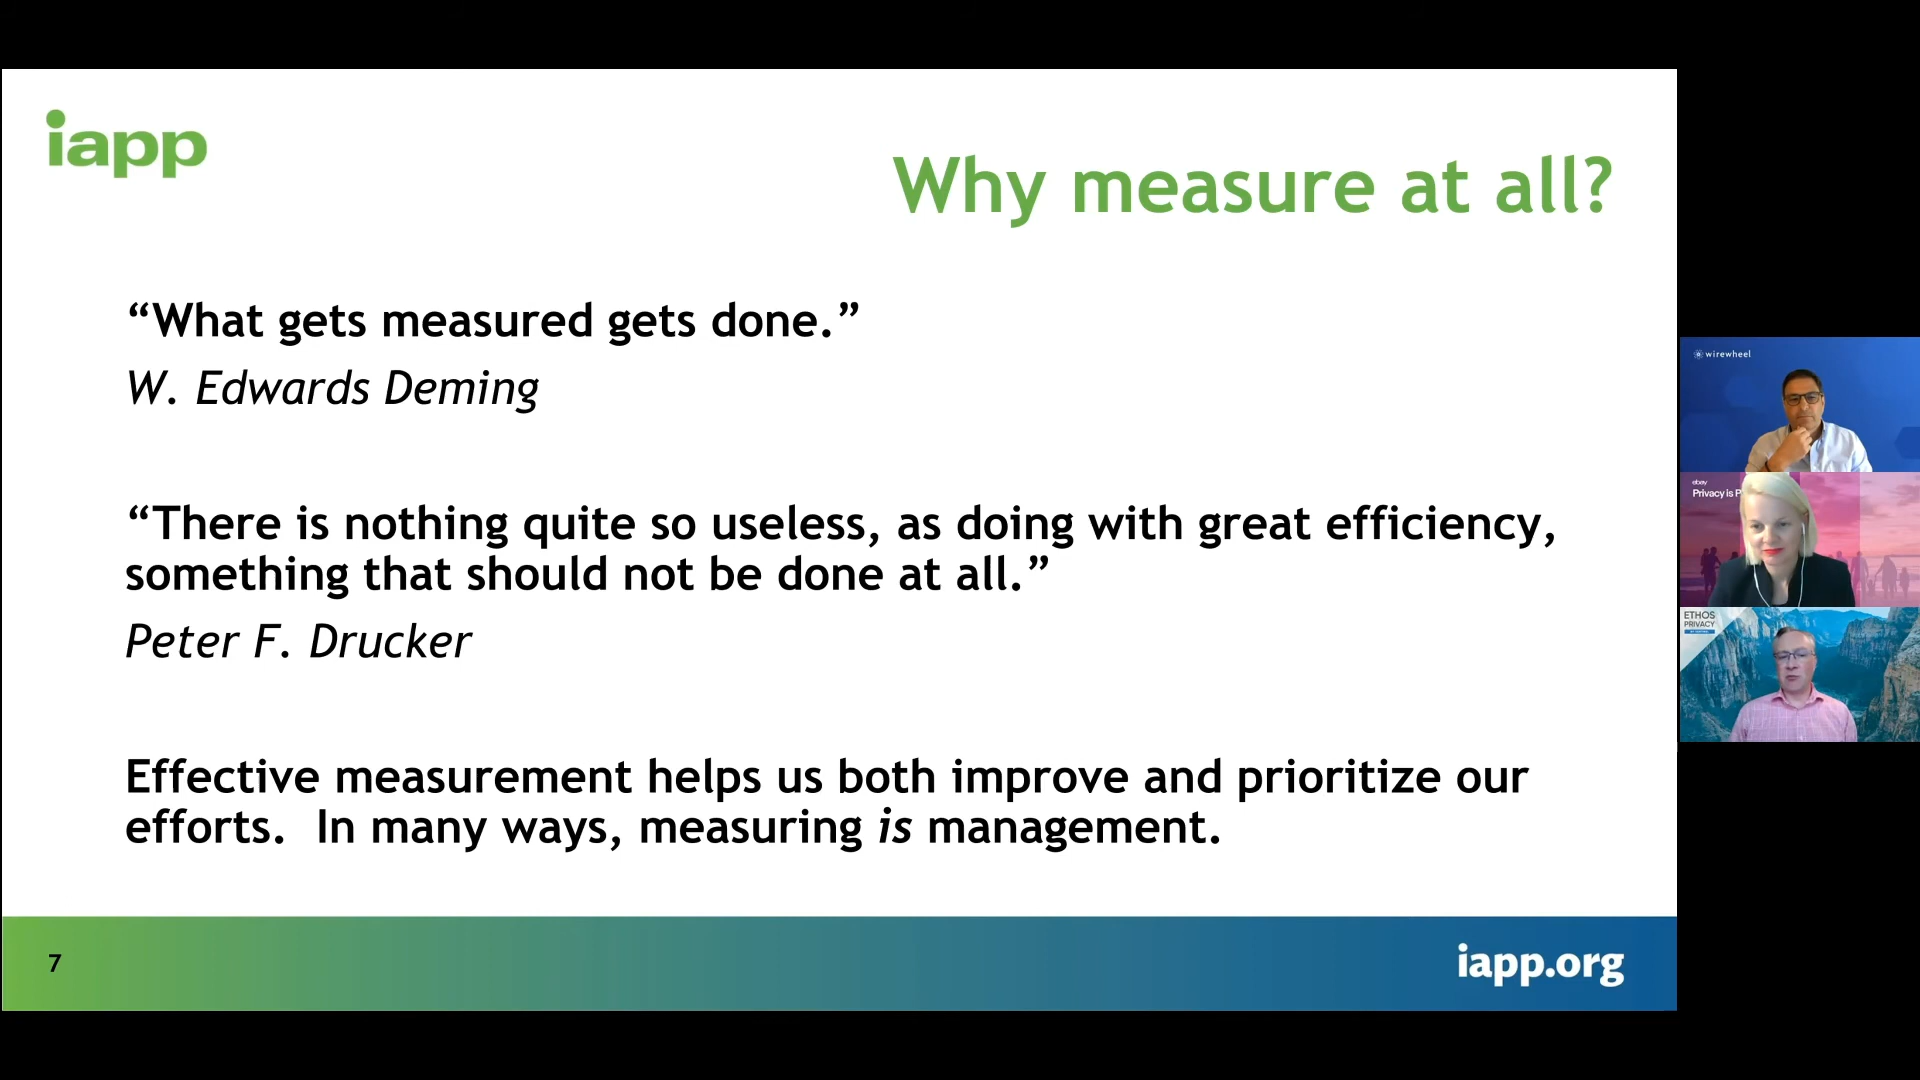 iapp
Why measure at all?
“What gets measured gets done.”
W. Edwards Deming
“There is nothing quite so useless, as doing with great efficiency,
something that should not be done at all.”
Peter F. Drucker
Effective measurement helps us both improve and prioritize our
efforts.  In many ways, measuring is management.
7
iapp.org
wirewheel
ebay
Privacy is P
ETHOS
PRIVACY